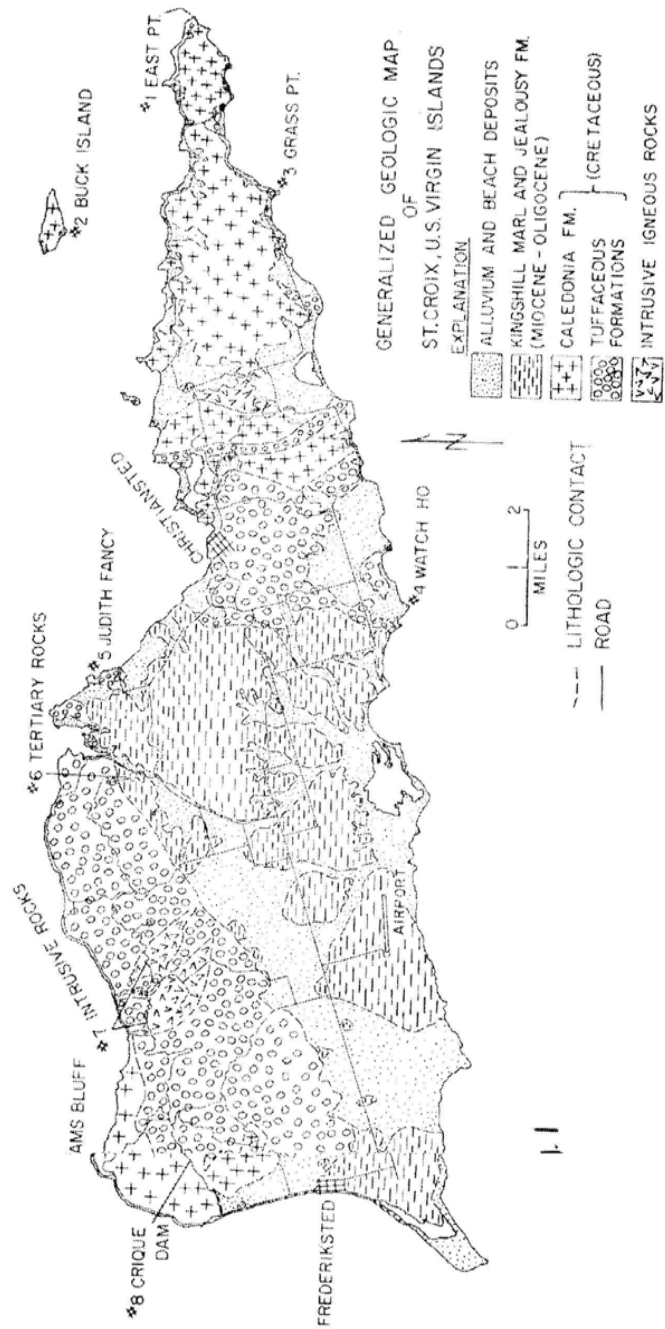 #1 EAST PT.
#2 BUCK ISLAND
#3 GRASS PT.
CHRISTIANSTED
#4 WATCH HO
#5 JUDITH FANCY
#6 TERTIARY ROCKS
#7 INTRUSIVE ROCKS
AMS BLUFF
#8 CRIQUE
DAM
FREDERIKSTED
AIRPORT
GENERALIZED GEOLOGIC MAP
OF
ST. CROIX, U.S. VIRGIN ISLANDS
EXPLANATION
ALLUVIUM AND BEACH DEPOSITS
KINGSHILL MARL AND JEALOUSY FM.
(MIOCENE-OLIGOCENE)
CALEDONIA FM.
TUFFACEOUS
FORMATIONS
(CRETACEOUS)
INTRUSIVE IGNEOUS ROCKS
N
0 1 2
MILES
LITHOLOGIC CONTACT
ROAD